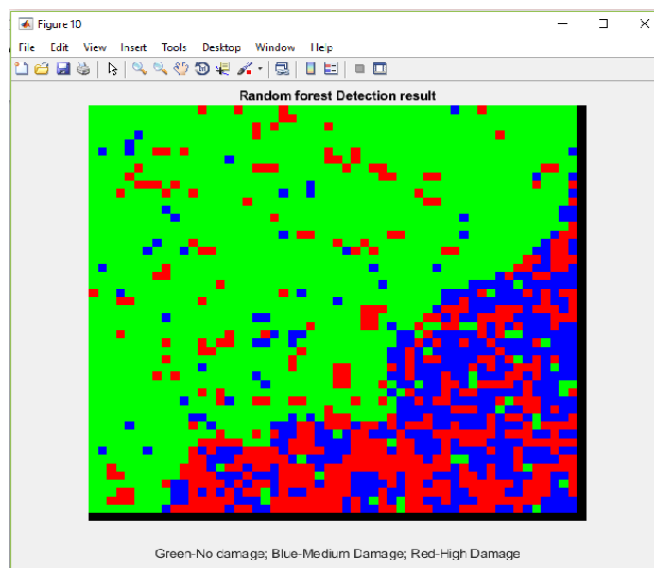 Figure 10
File Edit View Insert Tools Desktop Window Help
Random forest Detection result
Green-No damage; Blue-Medium Damage; Red-High Damage